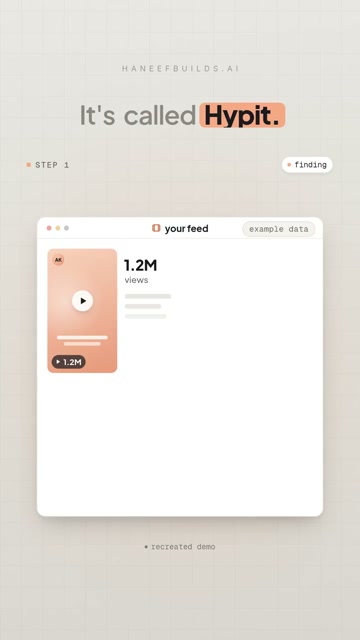 HANEEFBUILDS.AI
It's called Hypit.
STEP 1
finding
your feed
example data
AK
1.2M
views
1.2M
recreated demo